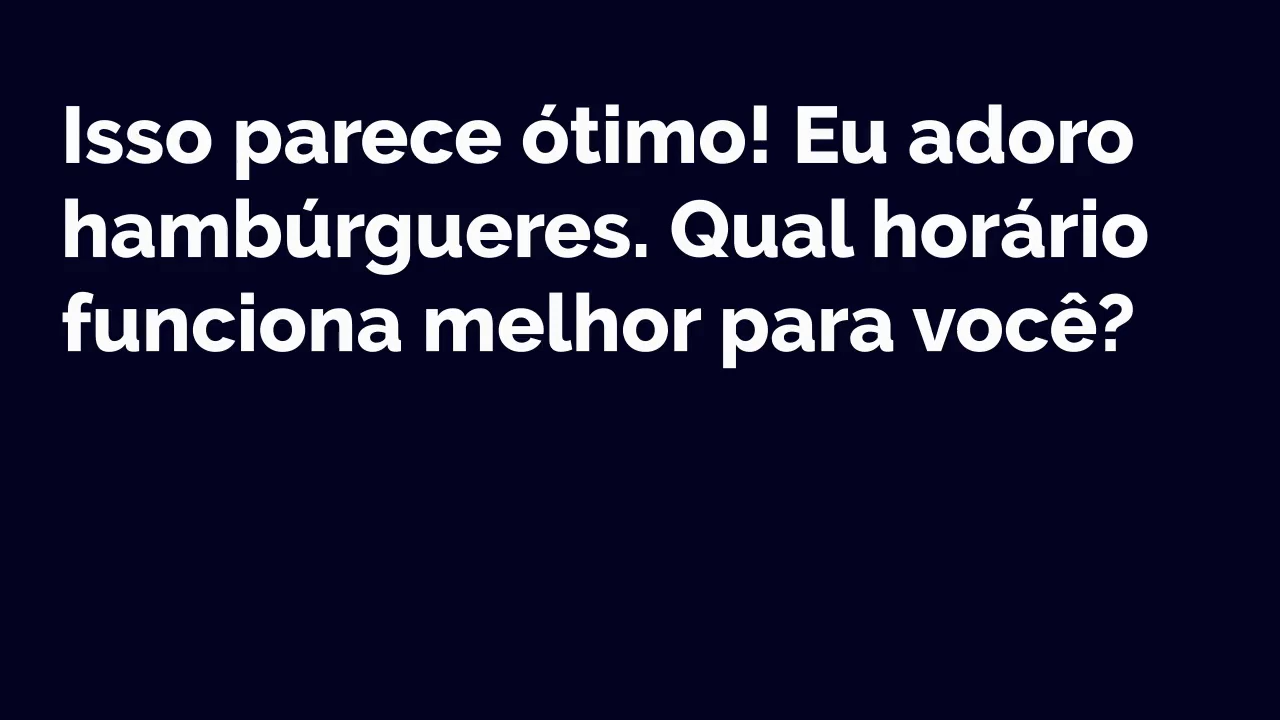 Isso parece ótimo! Eu adoro
hambúrgueres. Qual horário
funciona melhor para você?